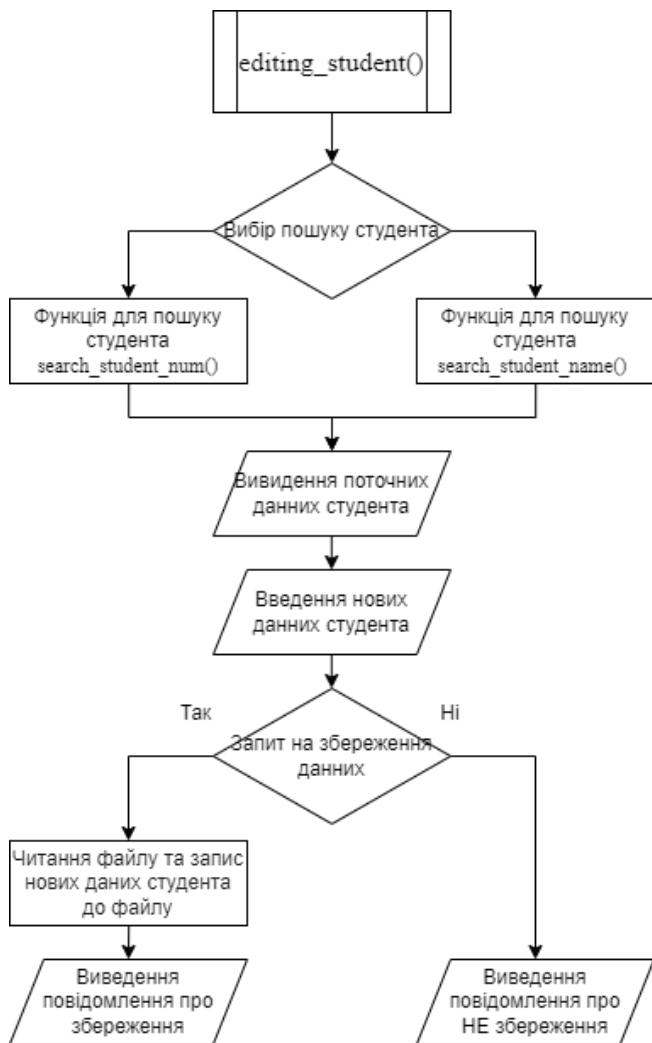 editing_student()
Вибір пошуку студента
Функція для пошуку
студента
search_student_num()
Функція для пошуку
студента
search_student_name()
Вивидення поточних
данних студента
Введення нових
данних студента
Так
Ні
Запит на збереження
данних
Читання файлу та запис
нових даних студента
до файлу
Виведення
повідомлення про
збереження
Виведення
повідомлення про
НЕ збереження